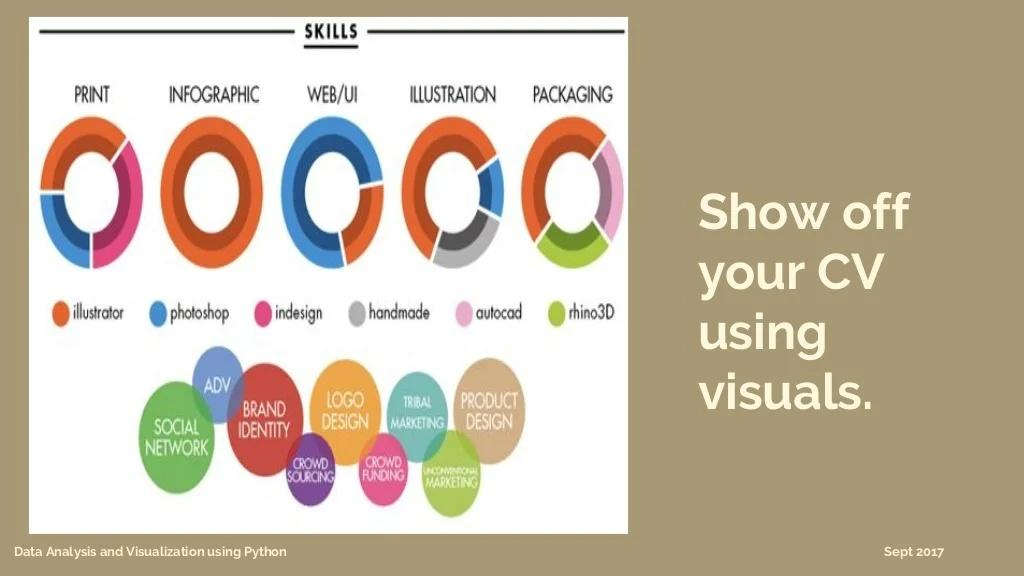 SKILLS
PRINT INFOGRAPHIC WEB/UI ILLUSTRATION PACKAGING
illustrator photoshop indesign handmade autocad rhino3D
ADV
SOCIAL
NETWORK
BRAND
IDENTITY
CROWD
SOURCING
LOGO
DESIGN
CROWD
FUNDING
TRIBAL
MARKETING
UNCONVENTIONAL
MARKETING
PRODUCT
DESIGN
Show off
your CV
using
visuals.
Data Analysis and Visualization using Python
Sept 2017